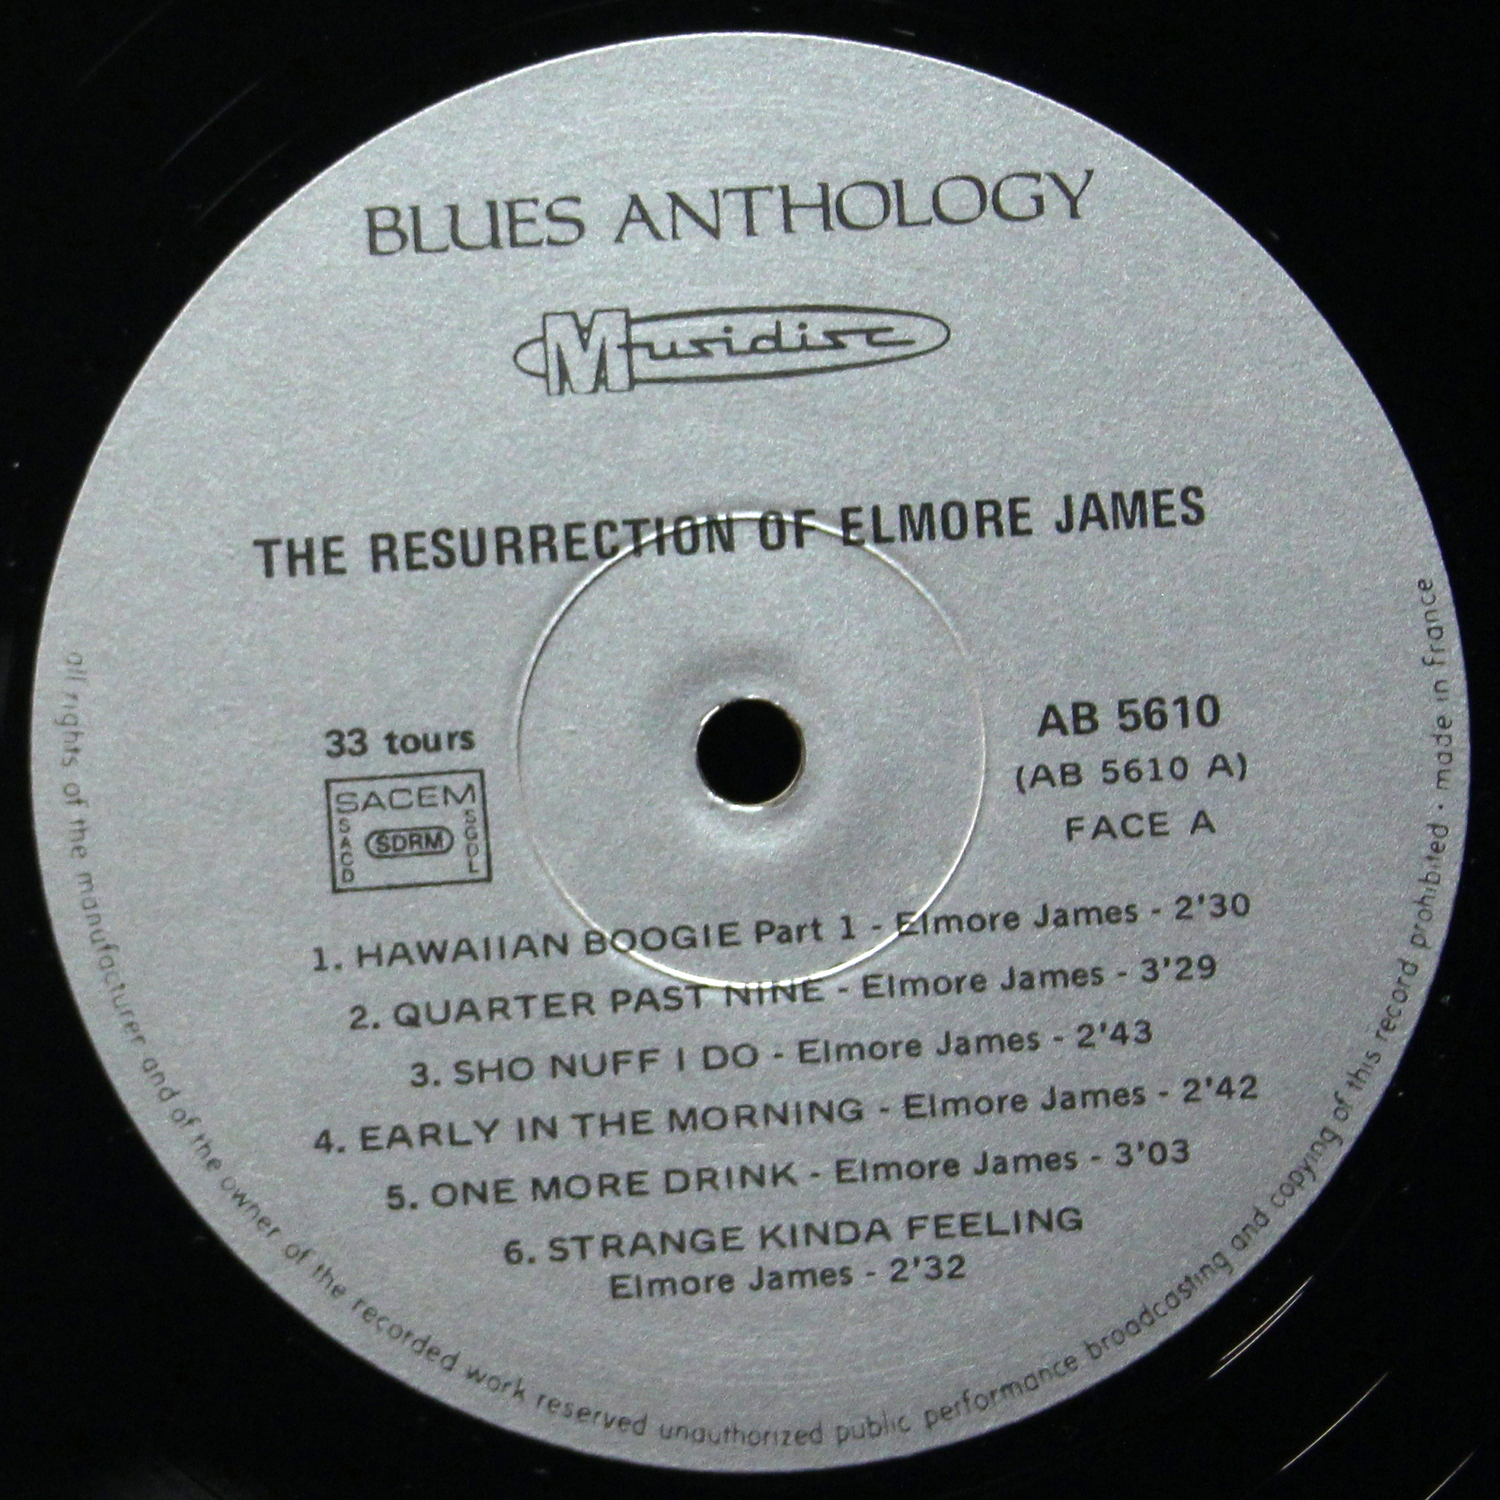 BLUES ANTHOLOGY
Musidisc
THE RESURRECTION OF ELMORE JAMES
33 tours
SACEM
SACD
SDRM
SGDL
AB 5610
(AB 5610 A)
FACE A
1. HAWAIIAN BOOGIE Part 1 - Elmore James - 2'30
2. QUARTER PAST NINE - Elmore James - 3'29
3. SHO NUFF I DO - Elmore James - 2'43
4. EARLY IN THE MORNING - Elmore James - 2'42
5. ONE MORE DRINK - Elmore James - 3'03
6. STRANGE KINDA FEELING
Elmore James - 2'32
all rights of the manufacturer and of the owner of the recorded work reserved unauthorized public performance broadcasting and copying of this record prohibited · made in france